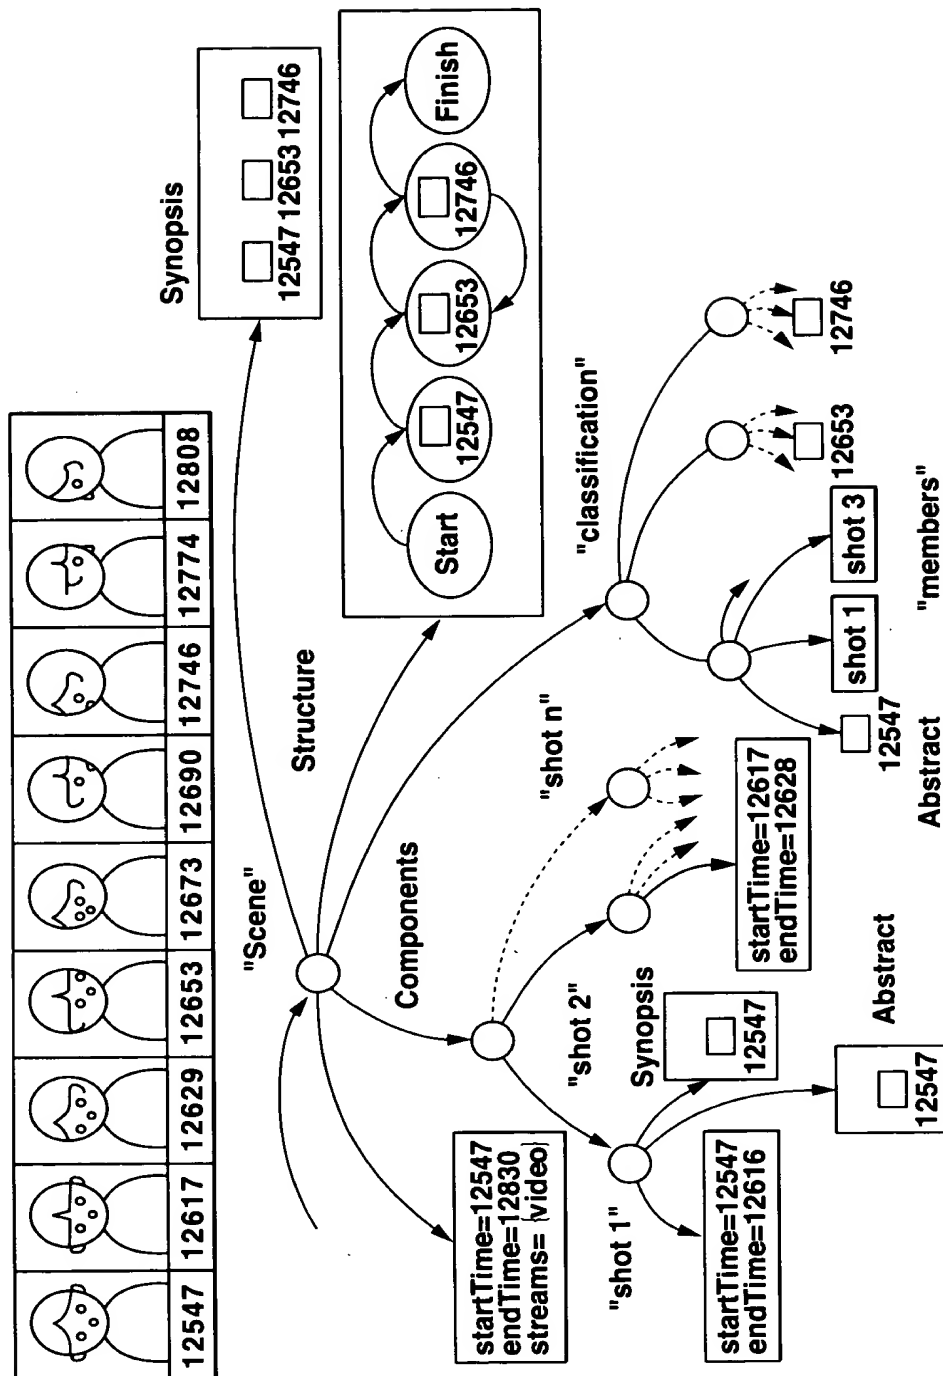 12547 12617 12629 12653 12673 12690 12746 12774 12808
Synopsis
12547 12653 12746
"Scene"
Structure
Start
12547
12653
12746
Finish
Components
startTime=12547
endTime=12830
streams= {video}
"shot n"
"classification"
"shot 2"
"shot 1"
Synopsis
12547
startTime=12617
endTime=12628
12653
12746
shot 1
shot 3
startTime=12547
endTime=12616
12547
Abstract
12547
Abstract
"members"